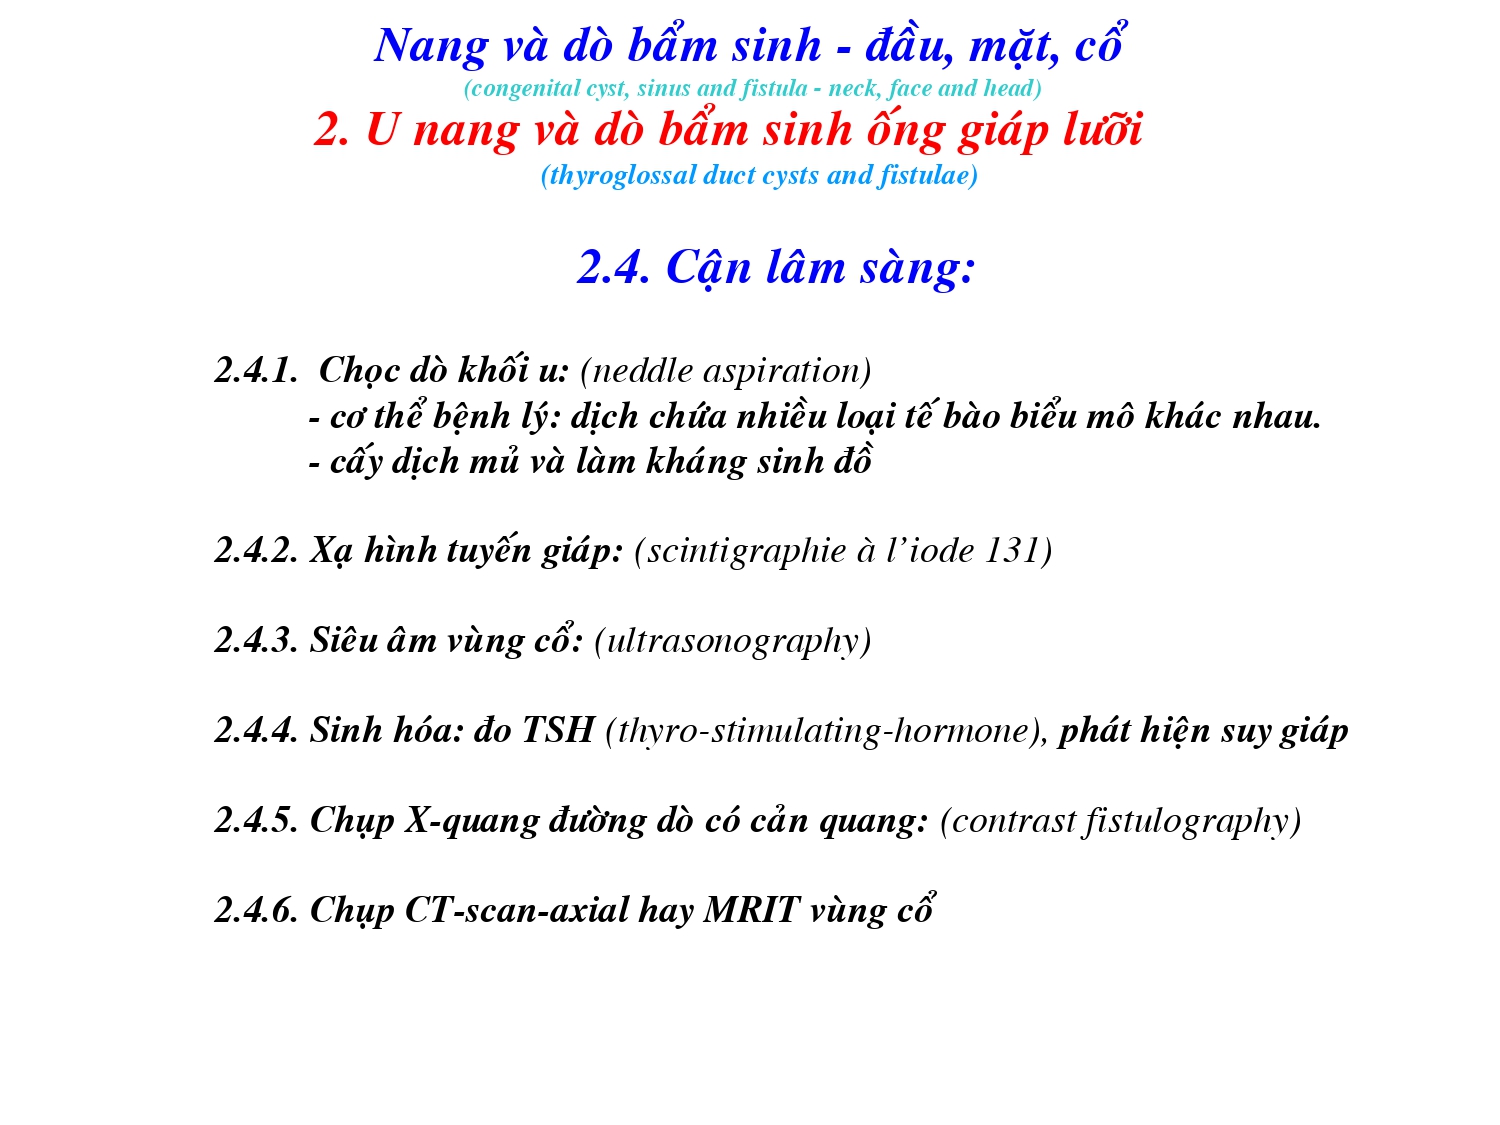 Nang và dò bẩm sinh - đầu, mặt, cổ
(congenital cyst, sinus and fistula - neck, face and head)
2. U nang và dò bẩm sinh ống giáp lưỡi
(thyroglossal duct cysts and fistulae)
2.4. Cận lâm sàng:
2.4.1. Chọc dò khối u: (neddle aspiration)
- cơ thể bệnh lý: dịch chứa nhiều loại tế bào biểu mô khác nhau.
- cấy dịch mủ và làm kháng sinh đồ
2.4.2. Xạ hình tuyến giáp: (scintigraphie à l’iode 131)
2.4.3. Siêu âm vùng cổ: (ultrasonography)
2.4.4. Sinh hóa: đo TSH (thyro-stimulating-hormone), phát hiện suy giáp
2.4.5. Chụp X-quang đường dò có cản quang: (contrast fistulography)
2.4.6. Chụp CT-scan-axial hay MRIT vùng cổ